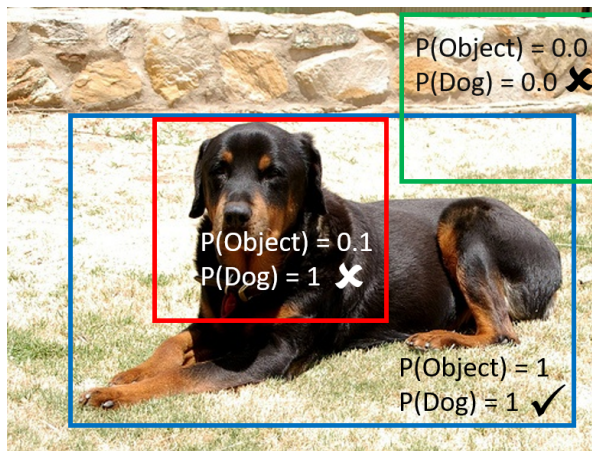 P(Object) = 0.0
P(Dog) = 0.0 ✘
P(Object) = 0.1
P(Dog) = 1 ✘
P(Object) = 1
P(Dog) = 1 ✓